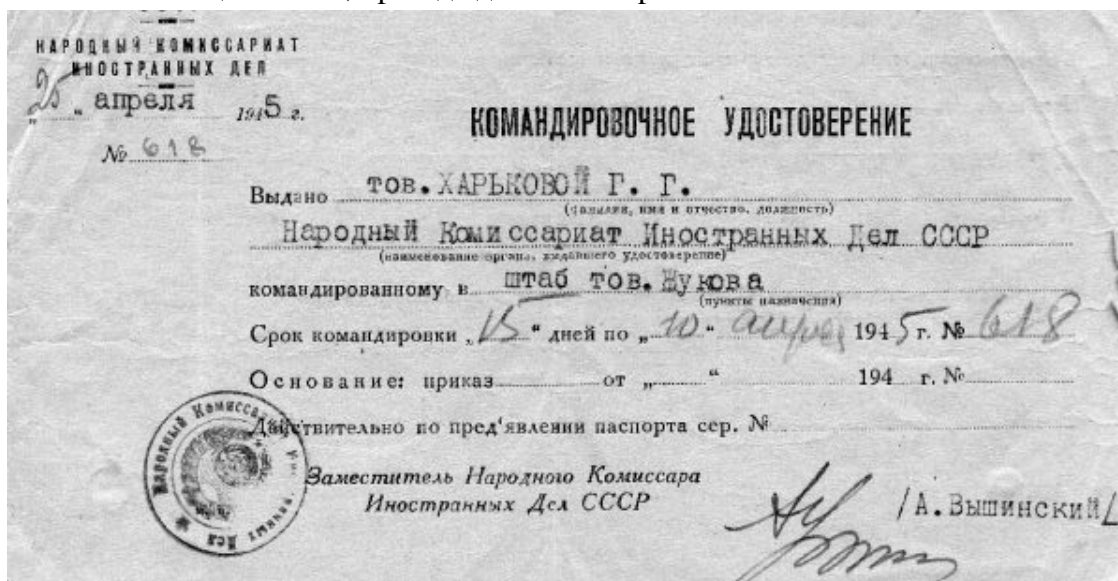 НАРОДНЫЙ КОМИССАРИАТ
ИНОСТРАННЫХ ДЕЛ
„25„ апреля 1945 г.
№ 618
КОМАНДИРОВОЧНОЕ УДОСТОВЕРЕНИЕ
Выдано тов. ХАРЬКОВОЙ Г. Г.
(фамилия, имя и отчество, должность)
Народный Комиссариат Иностранных Дел СССР
(наименование органа, выдавшего удостоверение)
командированному в штаб тов. Жукова
(пункты назначения)
Срок командировки „15“ дней по „10“ 1945 г. № 618
Основание: приказ от „ “ 194 г. №
Действительно по пред'явлении паспорта сер. №
Заместитель Народного Комиссара
Иностранных Дел СССР
/А. Вышинский/
Народный Комиссариат Дел